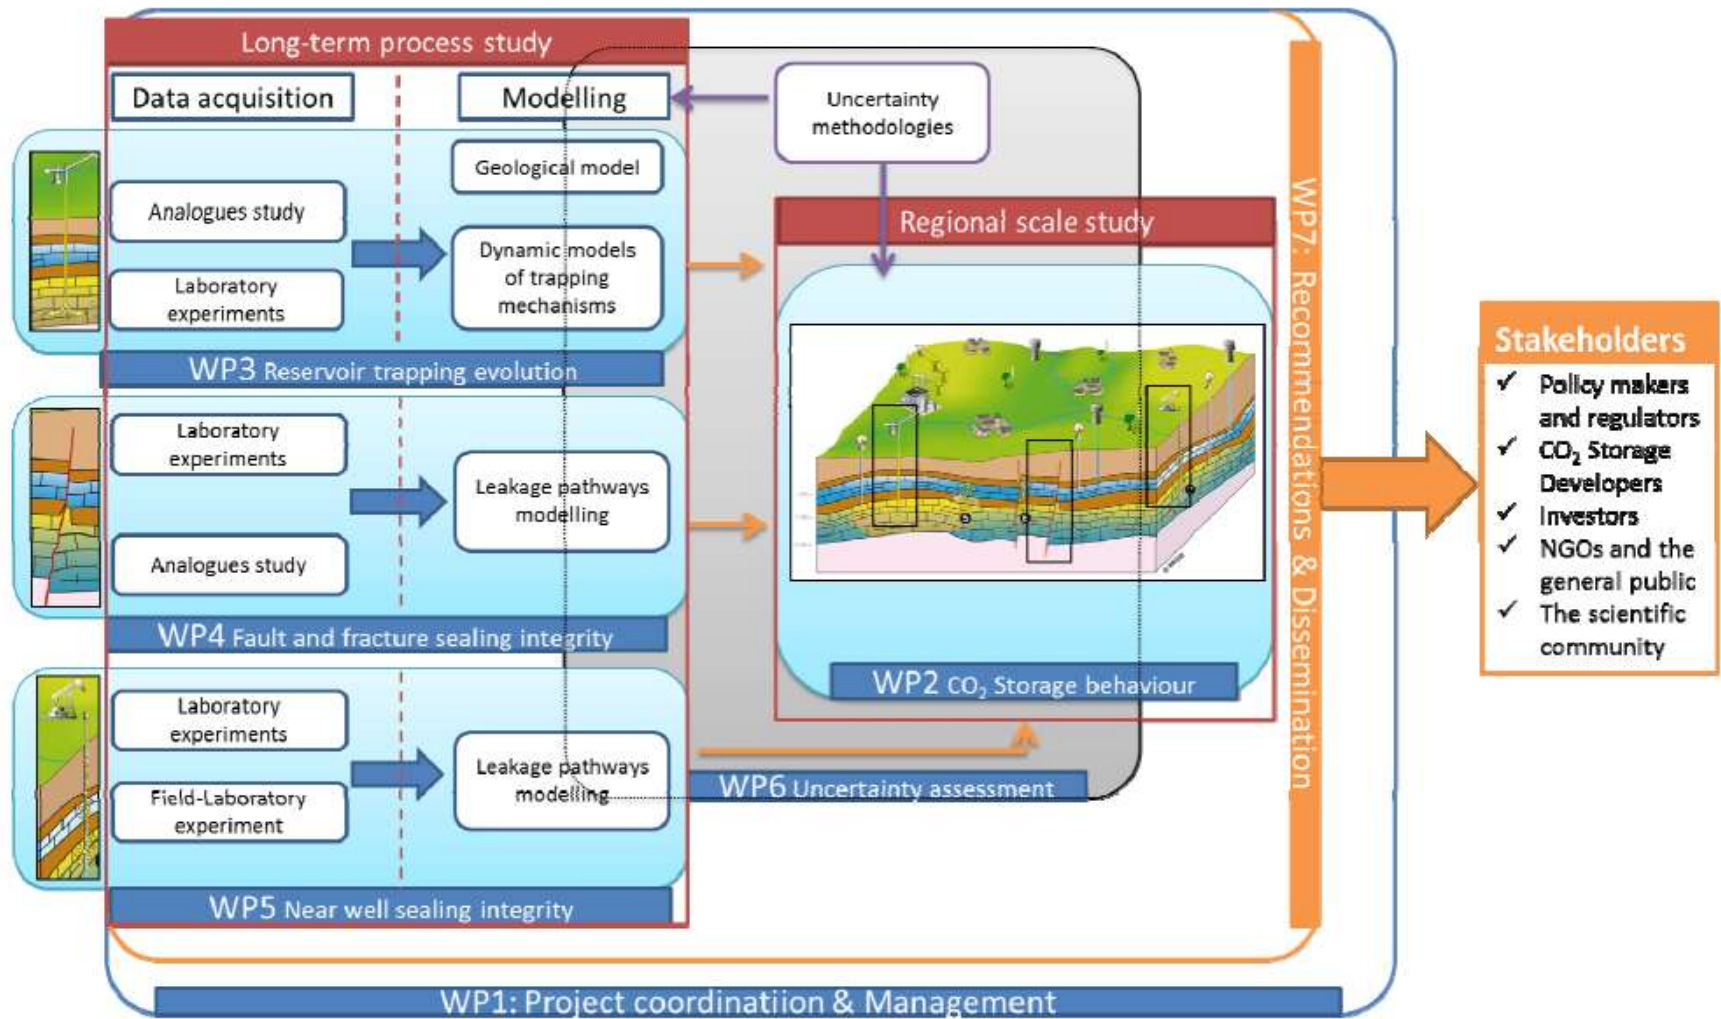 Long-term process study
Data acquisition
Modelling
Uncertainty
methodologies
Geological model
Analogues study
Dynamic models
of trapping
mechanisms
Laboratory
experiments
WP3 Reservoir trapping evolution
Laboratory
experiments
Leakage pathways
modelling
Analogues study
WP4 Fault and fracture sealing integrity
Laboratory
experiments
Leakage pathways
modelling
Field-Laboratory
experiment
WP5 Near well sealing integrity
Regional scale study
WP2 CO₂ Storage behaviour
WP6 Uncertainty assessment
WP7: Recommendations & Dissemination
Stakeholders
✓ Policy makers
and regulators
✓ CO₂ Storage
Developers
✓ Investors
✓ NGOs and the
general public
✓ The scientific
community
WP1: Project coordinatiion & Management